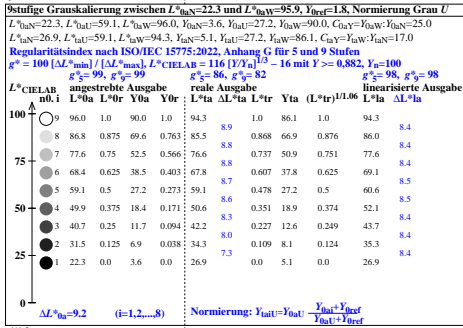 9stufige Grauskalierung zwischen L*0aN=22.3 und L*0aW=95.9, Y0ref=1.8, Normierung Grau U
L*0aN=22.3, L*0aU=59.1, L*0aW=96.0, Y0aN=3.6, Y0aU=27.2, Y0aW=90.0, C0aY=Y0aW:Y0aN=25.0
L*taN=26.9, L*taU=59.1, L*taW=94.3, YtaN=5.1, YtaU=27.2, YtaW=86.1, CtaY=YtaW:YtaN=17.0
Regularitätsindex nach ISO/IEC 15775:2022, Anhang G für 5 und 9 Stufen
g* = 100 [ΔL*min] / [ΔL*max], L*CIELAB = 116 [Y/Yn]1/3 - 16 mit Y >= 0,882, Yn=100
g*5= 99, g*9= 99 g*5= 86, g*9= 82 g*5= 98, g*9= 98
L*CIELAB angestrebte Ausgabe reale Ausgabe linearisierte Ausgabe
n0. i L*0a L*0r Y0a Y0r L*ta ΔL*ta L*tr Yta (L*tr)1/1.06 L*la ΔL*la
100
9 96.0 1.0 90.0 1.0 94.3 1.0 86.1 1.0 94.3
8.9 8.4
8 86.8 0.875 69.6 0.763 85.5 0.868 66.9 0.876 86.0
8.8 8.4
7 77.6 0.75 52.5 0.566 76.6 0.737 50.9 0.751 77.6
75
8.8 8.4
6 68.4 0.625 38.5 0.403 67.8 0.607 37.8 0.625 69.1
8.7 8.5
5 59.1 0.5 27.2 0.273 59.1 0.478 27.2 0.5 60.6
8.6 8.5
50
4 49.9 0.375 18.4 0.171 50.6 0.351 18.9 0.374 52.1
8.3 8.4
3 40.7 0.25 11.7 0.094 42.2 0.227 12.6 0.249 43.7
8.0 8.4
2 31.5 0.125 6.9 0.038 34.3 0.109 8.1 0.124 35.3
7.3 8.4
25
1 22.3 0.0 3.6 0.0 26.9 0.0 5.1 0.0 26.9
0
ΔL*0a=9.2 (i=1,2,...,8) Normierung: YtaiU=Y0aU Y0ai+Y0ref
Y0aU+Y0ref